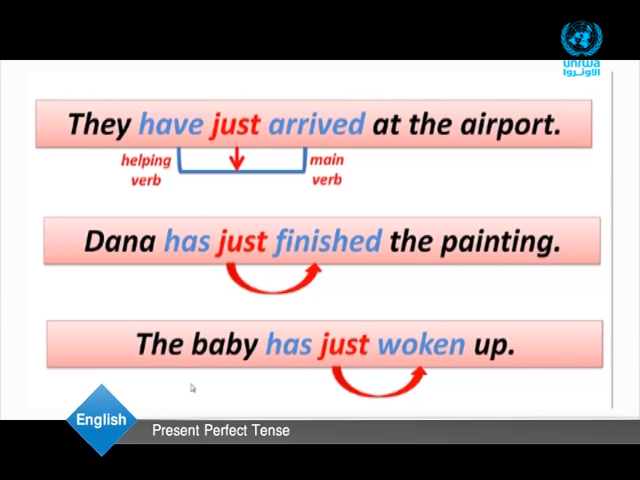 unrwa
الاونروا
They have just arrived at the airport.
helping
verb
main
verb
Dana has just finished the painting.
The baby has just woken up.
English
Present Perfect Tense